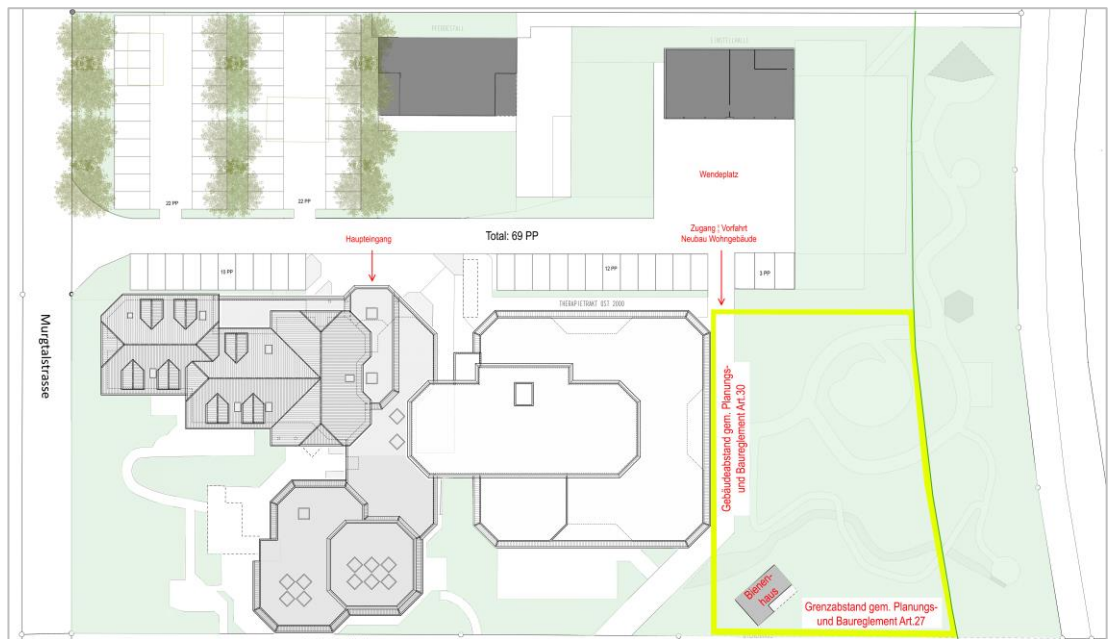 PFERDESTALL
EINSTELLHALLE
Wendeplatz
22 PP
22 PP
Total: 69 PP
Haupteingang
Zugang / Vorfahrt
Neubau Wohngebäude
10 PP
12 PP
3 PP
THERAPIETRAKT OST 2000
Murgtalstrasse
Gebäudeabstand gem. Planungs-
und Baureglement Art.30
Bienen-
haus
Grenzabstand gem. Planungs-
und Baureglement Art.27